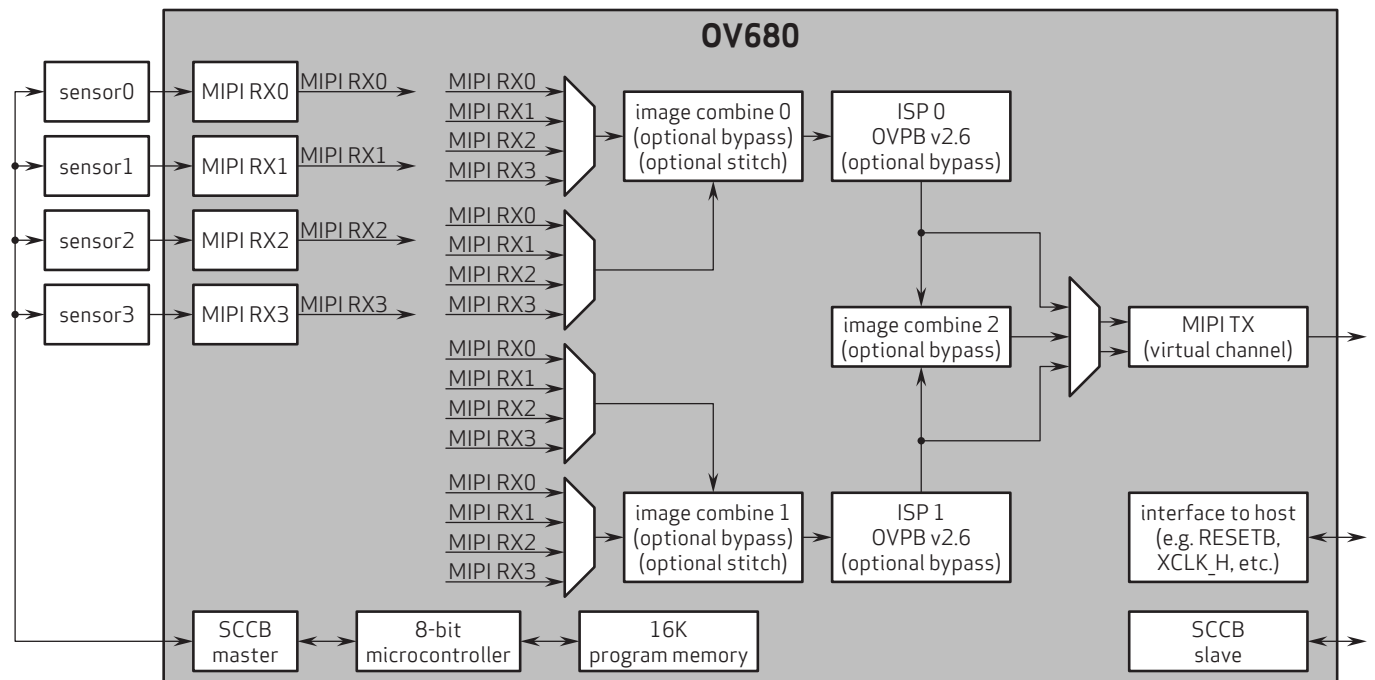 OV680
sensor0
MIPI RX0
MIPI RX0
sensor1
MIPI RX1
MIPI RX1
sensor2
MIPI RX2
MIPI RX2
sensor3
MIPI RX3
MIPI RX3
MIPI RX0
MIPI RX1
MIPI RX2
MIPI RX3
MIPI RX0
MIPI RX1
MIPI RX2
MIPI RX3
MIPI RX0
MIPI RX1
MIPI RX2
MIPI RX3
MIPI RX0
MIPI RX1
MIPI RX2
MIPI RX3
image combine 0
(optional bypass)
(optional stitch)
ISP 0
OVPB v2.6
(optional bypass)
image combine 2
(optional bypass)
MIPI TX
(virtual channel)
image combine 1
(optional bypass)
(optional stitch)
ISP 1
OVPB v2.6
(optional bypass)
interface to host
(e.g. RESETB,
XCLK_H, etc.)
SCCB
master
8-bit
microcontroller
16K
program memory
SCCB
slave